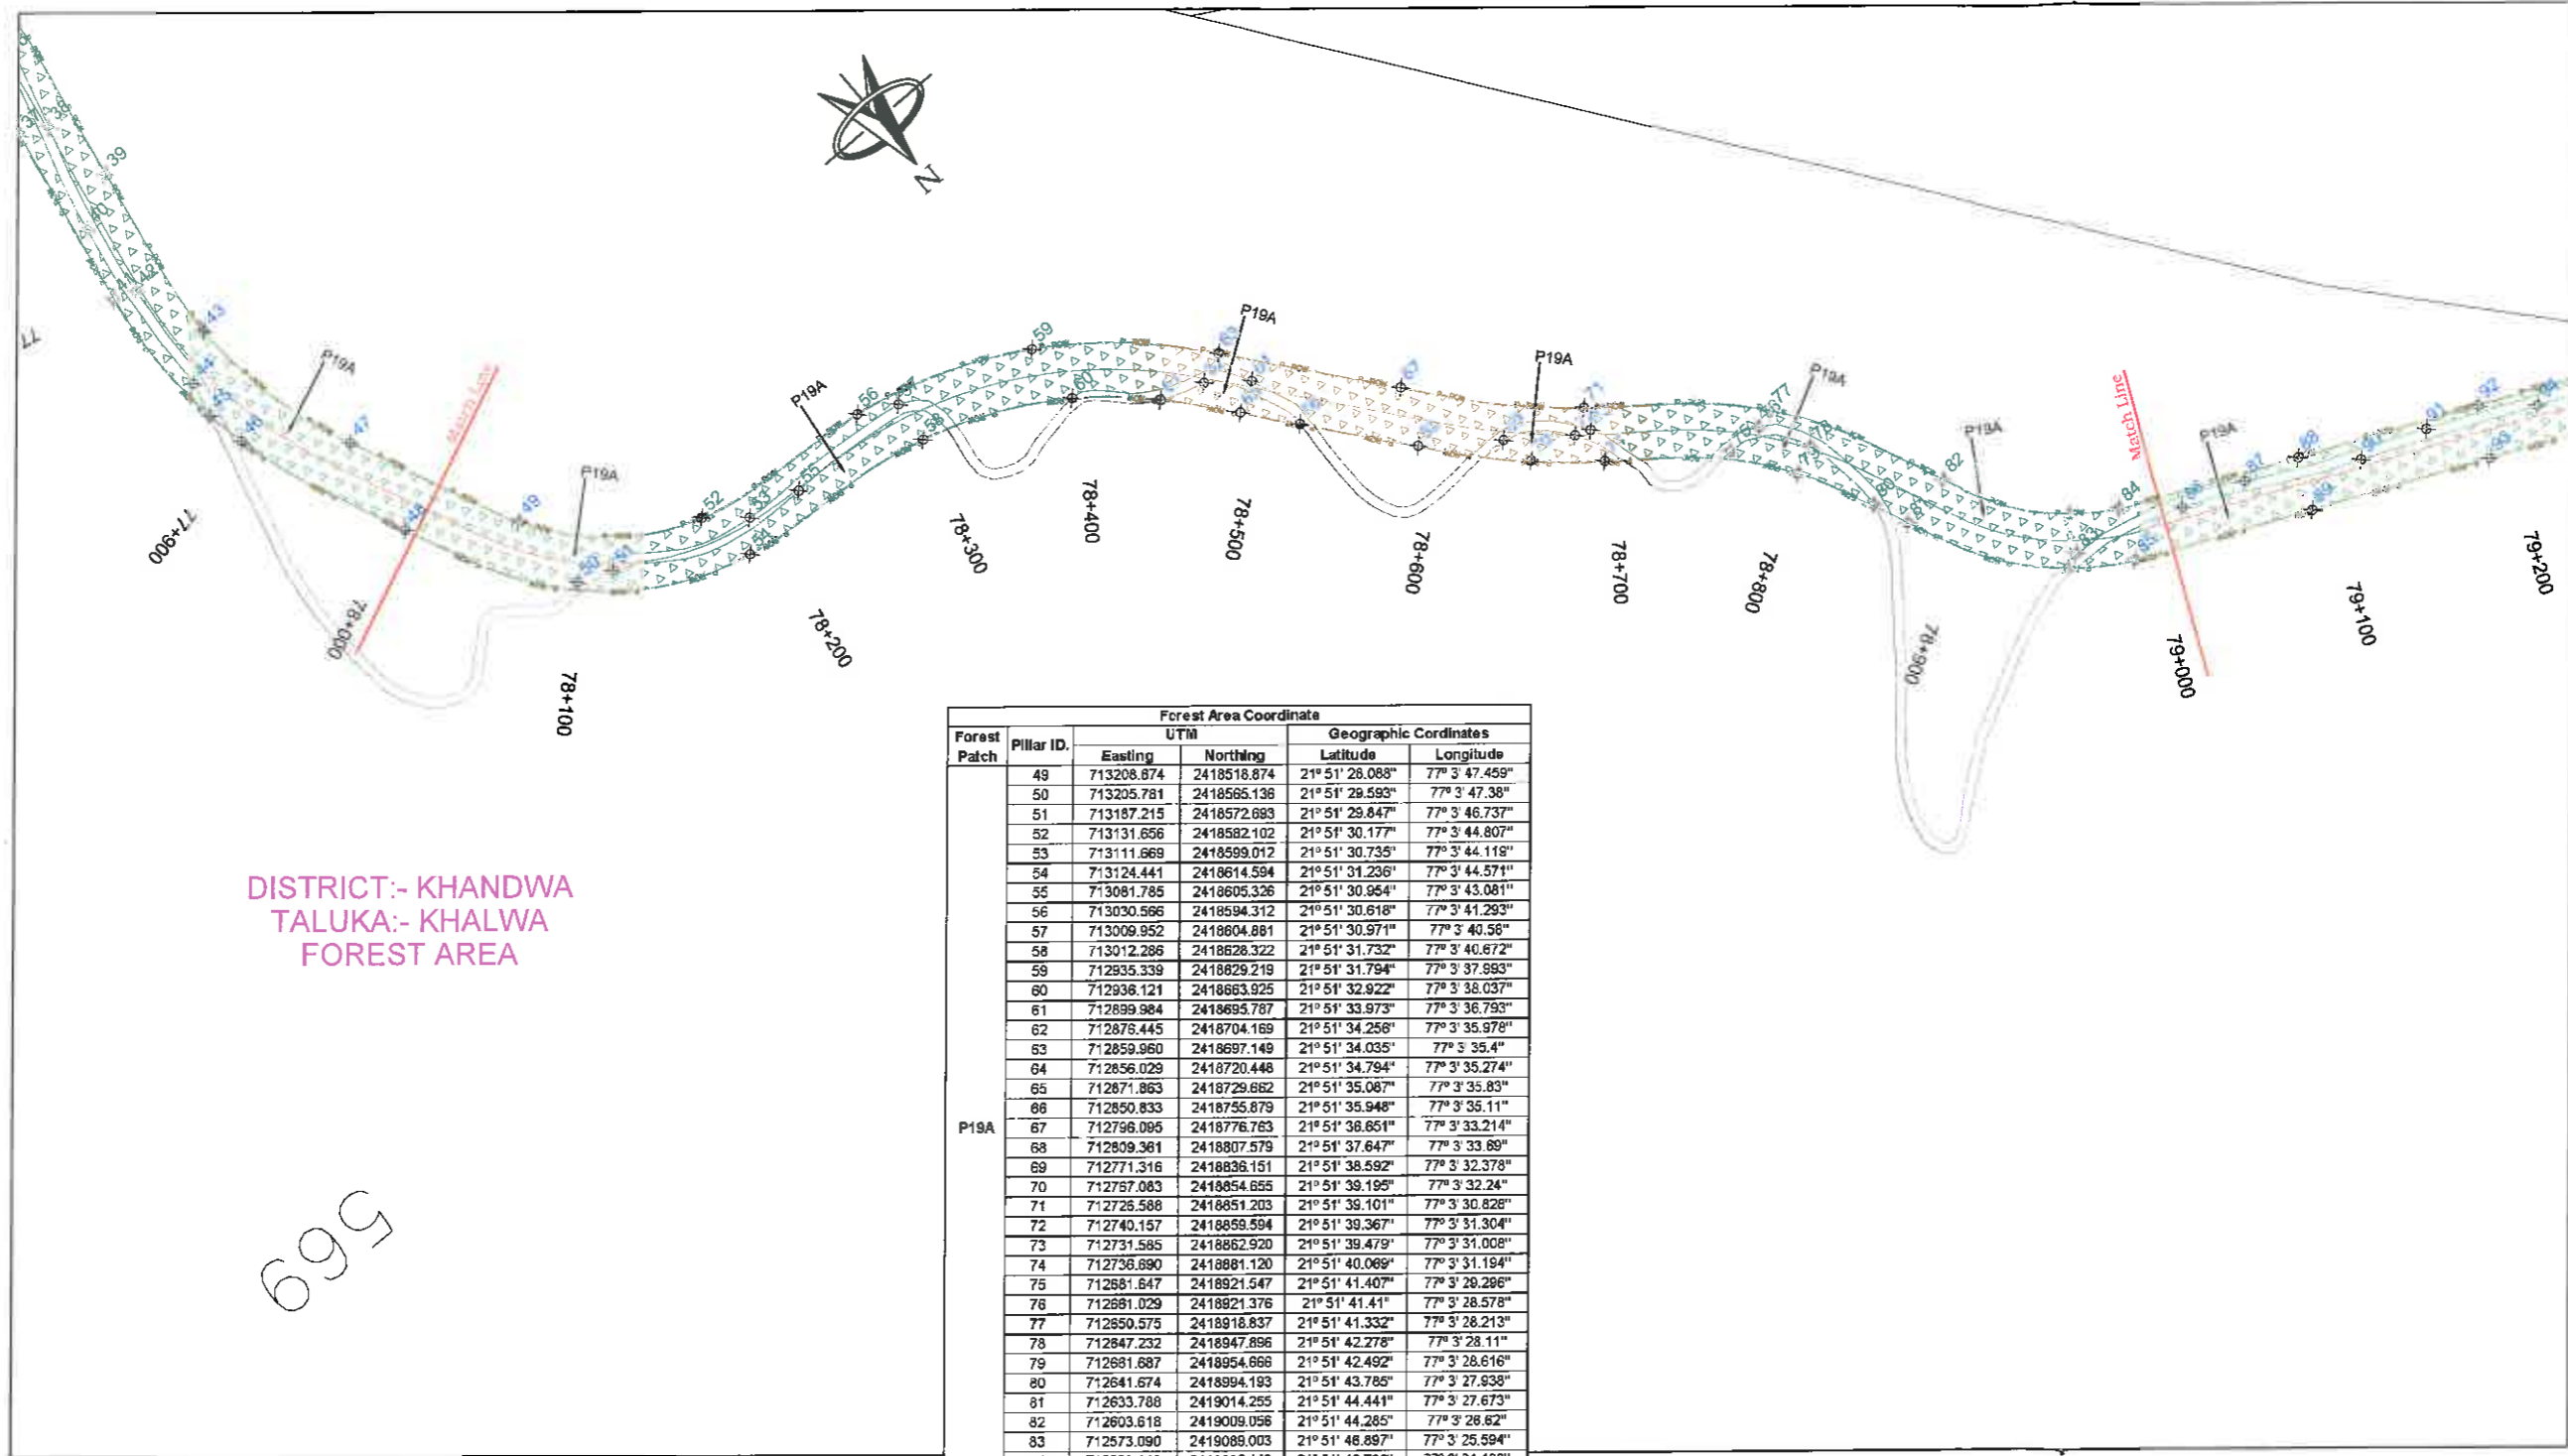 39
43
47
49
52
56
59
77
82
84
87
91
92
N
P19A
P19A
P19A
P19A
P19A
P19A
P19A
P19A
Match Line
Match Line
77+900
78+000
78+100
78+200
78+300
78+400
78+500
78+600
78+700
78+800
78+900
79+000
79+100
79+200
DISTRICT:- KHANDWA
TALUKA:- KHALWA
FOREST AREA
569
Forest Area Coordinate
Forest Patch Pillar ID. UTM Geographic Cordinates
Easting Northing Latitude Longitude
P19A
49 713208.674 2418518.874 21° 51' 28.088" 77° 3' 47.459"
50 713205.781 2418565.136 21° 51' 29.593" 77° 3' 47.38"
51 713187.215 2418572.693 21° 51' 29.847" 77° 3' 46.737"
52 713131.656 2418582.102 21° 51' 30.177" 77° 3' 44.807"
53 713111.669 2418599.012 21° 51' 30.735" 77° 3' 44.119"
54 713124.441 2418614.594 21° 51' 31.236" 77° 3' 44.571"
55 713081.785 2418605.326 21° 51' 30.954" 77° 3' 43.081"
56 713030.566 2418594.312 21° 51' 30.618" 77° 3' 41.293"
57 713009.952 2418604.881 21° 51' 30.971" 77° 3' 40.58"
58 713012.286 2418628.322 21° 51' 31.732" 77° 3' 40.672"
59 712935.339 2418629.219 21° 51' 31.794" 77° 3' 37.993"
60 712936.121 2418663.925 21° 51' 32.922" 77° 3' 38.037"
61 712899.984 2418695.787 21° 51' 33.973" 77° 3' 36.793"
62 712876.445 2418704.169 21° 51' 34.256" 77° 3' 35.978"
63 712859.960 2418697.149 21° 51' 34.035" 77° 3' 35.4"
64 712856.029 2418720.448 21° 51' 34.794" 77° 3' 35.274"
65 712871.863 2418729.662 21° 51' 35.087" 77° 3' 35.83"
66 712850.833 2418755.879 21° 51' 35.948" 77° 3' 35.11"
67 712796.095 2418776.763 21° 51' 36.651" 77° 3' 33.214"
68 712809.361 2418807.579 21° 51' 37.647" 77° 3' 33.69"
69 712771.316 2418836.151 21° 51' 38.592" 77° 3' 32.378"
70 712767.083 2418854.655 21° 51' 39.195" 77° 3' 32.24"
71 712726.588 2418851.203 21° 51' 39.101" 77° 3' 30.828"
72 712740.157 2418859.594 21° 51' 39.367" 77° 3' 31.304"
73 712731.585 2418862.920 21° 51' 39.479" 77° 3' 31.008"
74 712736.690 2418881.120 21° 51' 40.069" 77° 3' 31.194"
75 712681.647 2418921.547 21° 51' 41.407" 77° 3' 29.296"
76 712661.029 2418921.376 21° 51' 41.41" 77° 3' 28.578"
77 712650.575 2418918.837 21° 51' 41.332" 77° 3' 28.213"
78 712647.232 2418947.896 21° 51' 42.278" 77° 3' 28.11"
79 712661.687 2418954.666 21° 51' 42.492" 77° 3' 28.616"
80 712641.674 2418994.193 21° 51' 43.785" 77° 3' 27.938"
81 712633.788 2419014.255 21° 51' 44.441" 77° 3' 27.673"
82 712603.618 2419009.056 21° 51' 44.285" 77° 3' 26.62"
83 712573.090 2419089.003 21° 51' 46.897" 77° 3' 25.594"